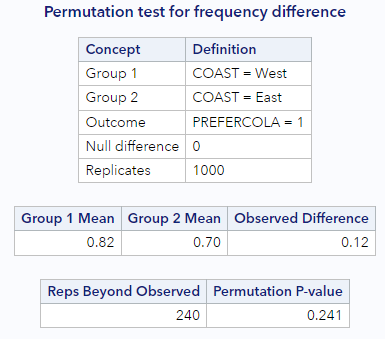 Permutation test for frequency difference
Concept Definition
Group 1 COAST = West
Group 2 COAST = East
Outcome PREFERCOLA = 1
Null difference 0
Replicates 1000
Group 1 Mean Group 2 Mean Observed Difference
0.82 0.70 0.12
Reps Beyond Observed Permutation P-value
240 0.241